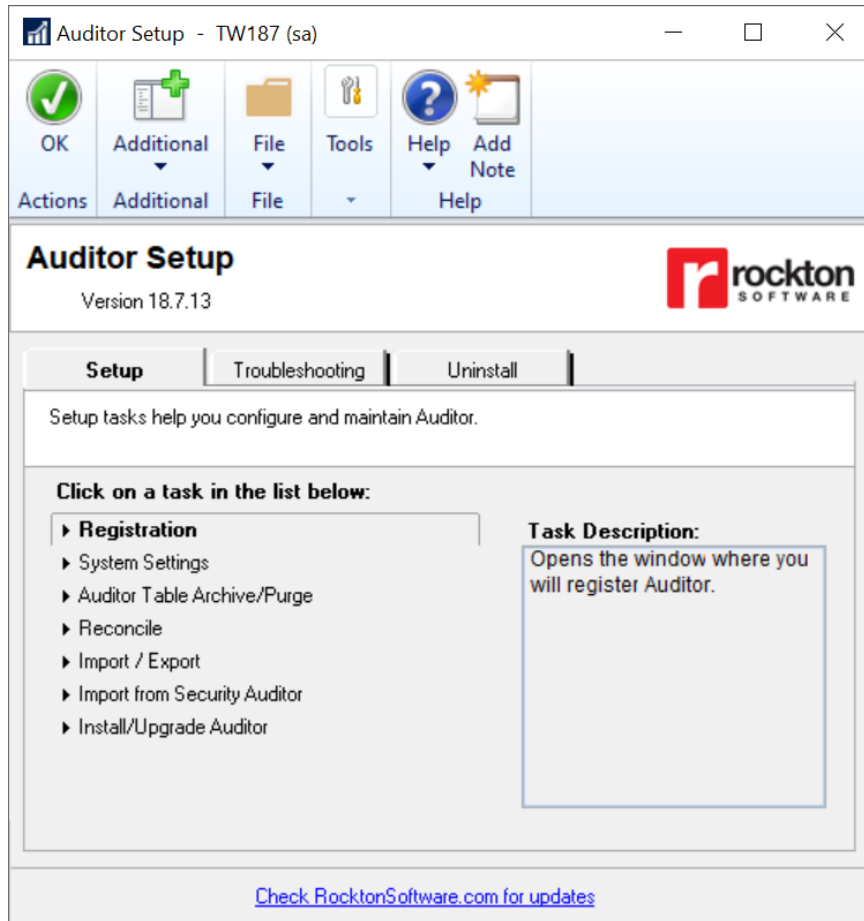 Auditor Setup - TW187 (sa)
OK
Additional
File
Tools
Help
Add Note
Actions
Additional
File
Help
Auditor Setup
Version 18.7.13
rockton
SOFTWARE
Setup
Troubleshooting
Uninstall
Setup tasks help you configure and maintain Auditor.
Click on a task in the list below:
Registration
System Settings
Auditor Table Archive/Purge
Reconcile
Import / Export
Import from Security Auditor
Install/Upgrade Auditor
Task Description:
Opens the window where you
will register Auditor.
Check RocktonSoftware.com for updates